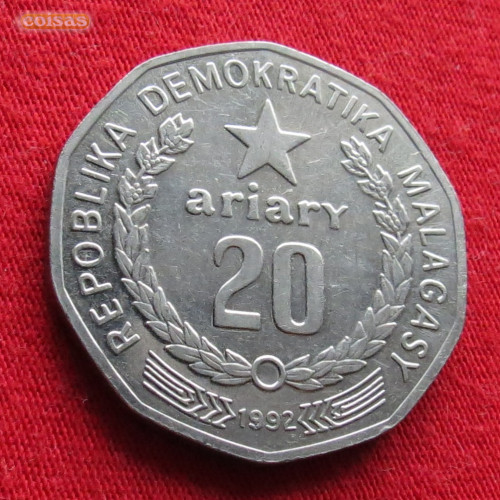 coisas
REPOBLIKA DEMOKRATIKA MALAGASY
ariary
20
1992